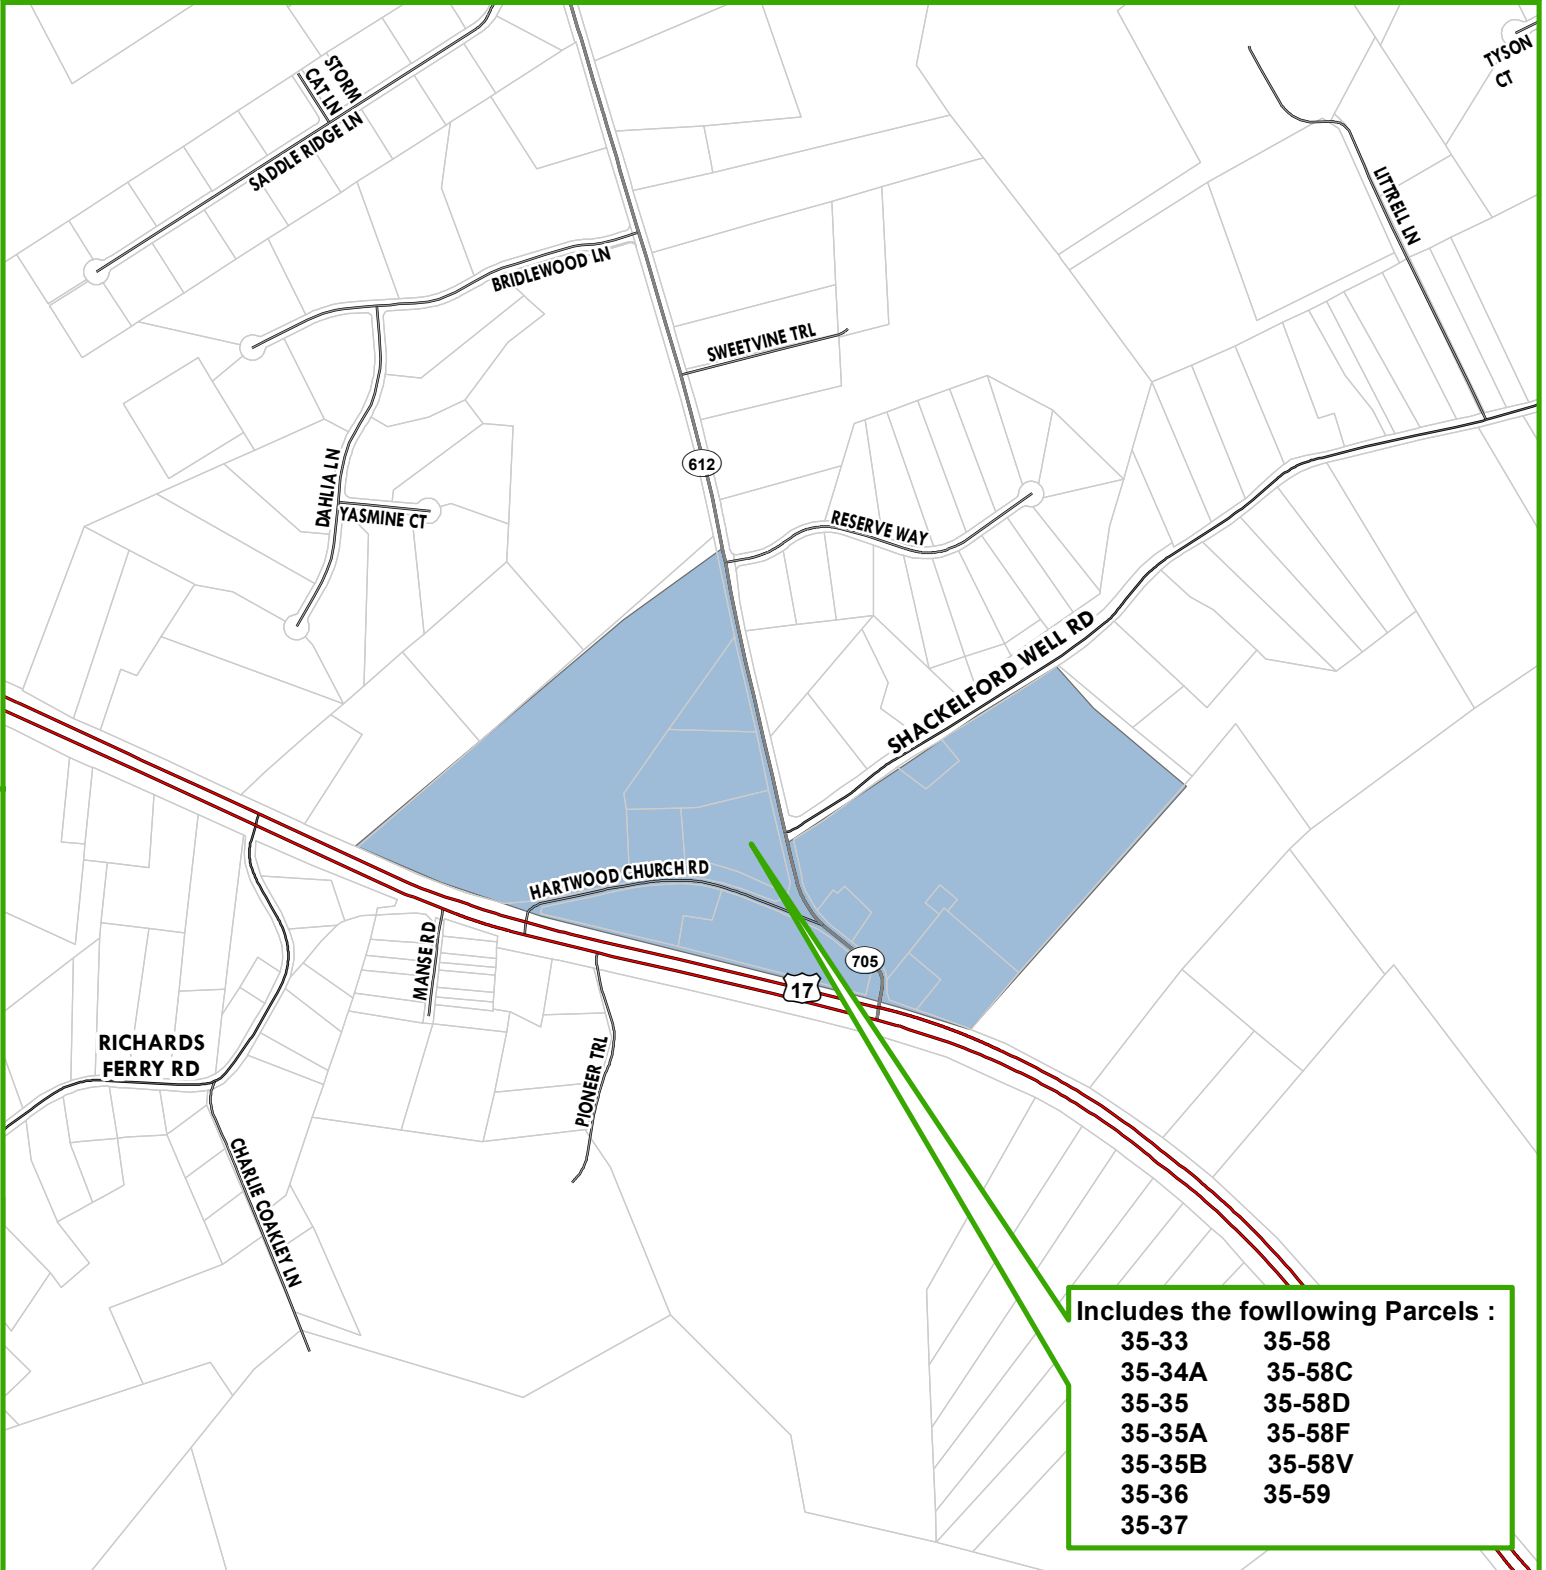 STORM
CAT LN
SADDLE RIDGE LN
TYSON
CT
LITTRELL LN
BRIDLEWOOD LN
SWEETVINE TRL
612
DAHLIA LN
YASMINE CT
RESERVE WAY
SHACKELFORD WELL RD
HARTWOOD CHURCH RD
MANSE RD
705
17
RICHARDS
FERRY RD
PIONEER TRL
CHARLIE COAKLEY LN
Includes the fowllowing Parcels :
35-33 35-58
35-34A 35-58C
35-35 35-58D
35-35A 35-58F
35-35B 35-58V
35-36 35-59
35-37